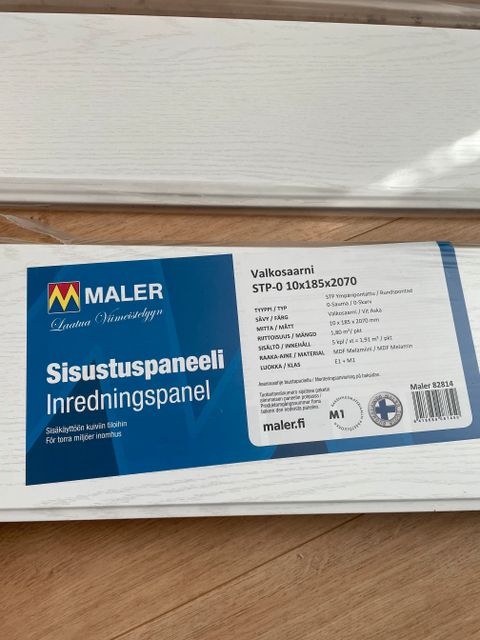 MALER
Laatua Viimeistelyyn
Sisustuspaneeli
Inredningspanel
Sisäkäyttöön kuiviin tiloihin
För torra miljöer inomhus
Valkosaarni
STP-0 10x185x2070
TYYPPI / TYP STP Ympäripontattu / Rundspontad
0-Sauma / 0-Skarv
SÄVY / FÄRG Valkosaarni / Vit Aska
MITTA / MÅTT 10 x 185 x 2070 mm
RIITTOISUUS / MÄNGD 1,80 m²/ pkt
SISÄLTÖ / INNEHÅLL 5 kpl / st = 1,91 m² / pkt
RAAKA-AINE / MATERIAL MDF Melamiini / MDF Melamin
LUOKKA / KLASS E1 + M1
maler.fi
M1
Maler 82814